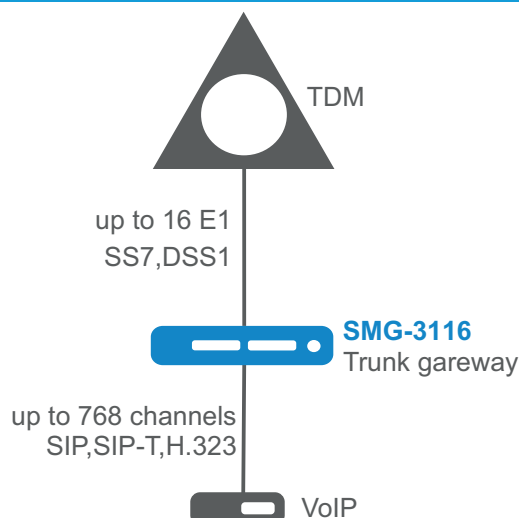 TDM
up to 16 E1
SS7,DSS1
SMG-3116
Trunk gareway
up to 768 channels
SIP,SIP-T,H.323
VoIP